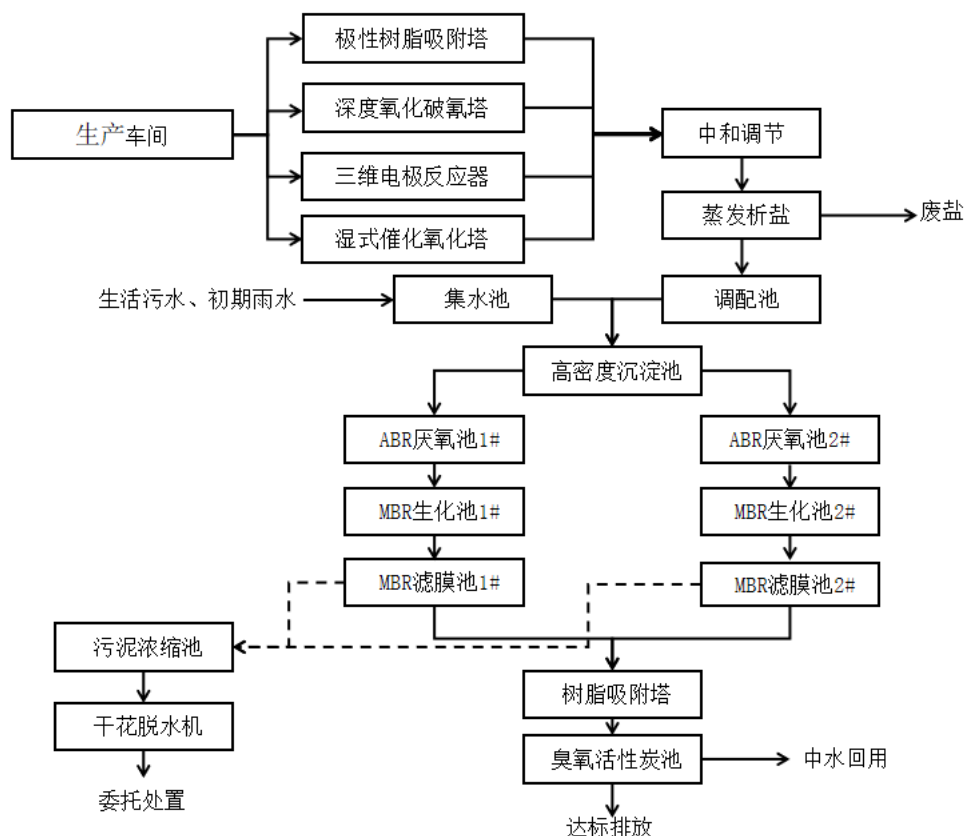 极性树脂吸附塔
深度氧化破氰塔
生产车间
中和调节
三维电极反应器
蒸发析盐
废盐
湿式催化氧化塔
生活污水、初期雨水
集水池
调配池
高密度沉淀池
ABR厌氧池1#
ABR厌氧池2#
MBR生化池1#
MBR生化池2#
MBR滤膜池1#
MBR滤膜池2#
污泥浓缩池
树脂吸附塔
干花脱水机
臭氧活性炭池
中水回用
委托处置
达标排放